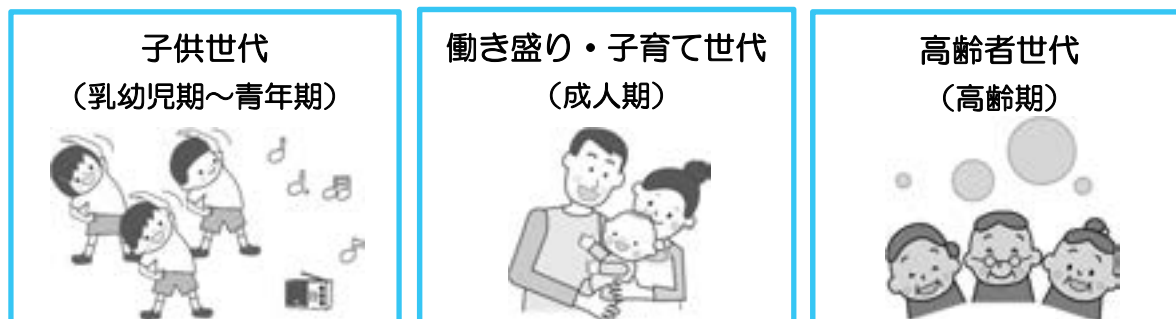 子供世代
（乳幼児期～青年期）
働き盛り・子育て世代
（成人期）
高齢者世代
（高齢期）